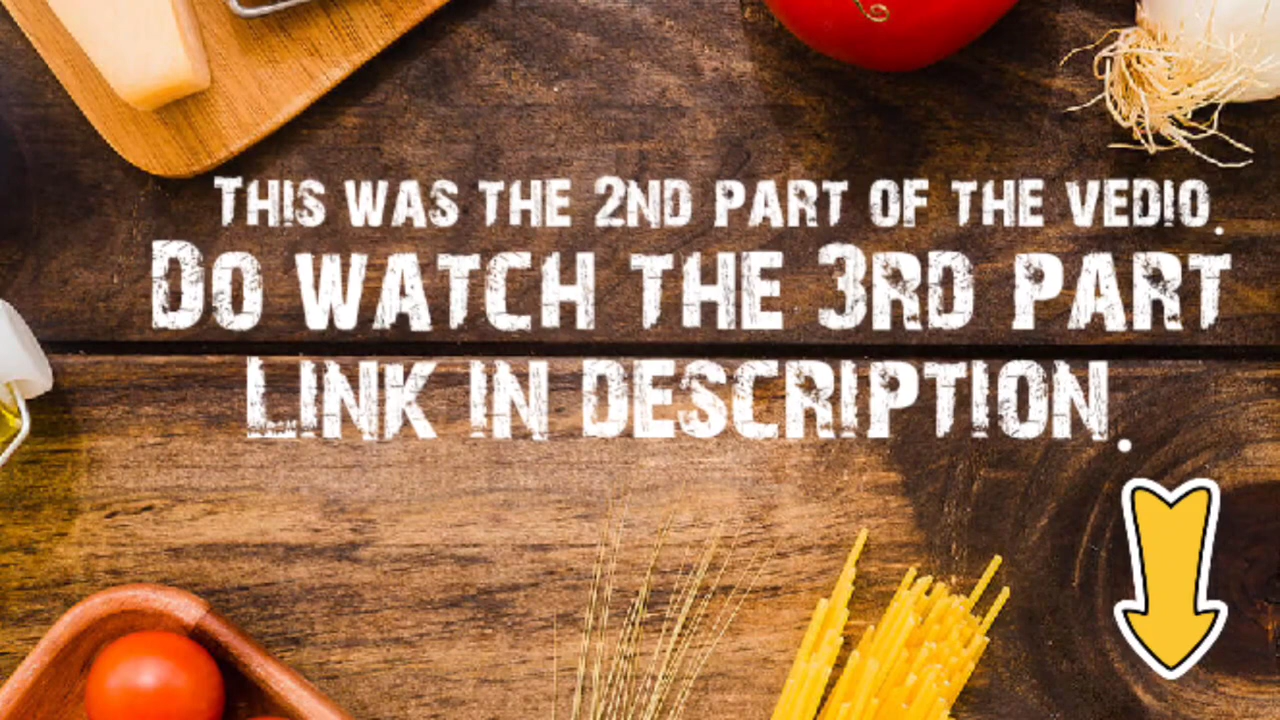 This was the 2nd part of the vedio.
Do watch the 3rd part
Link in description.